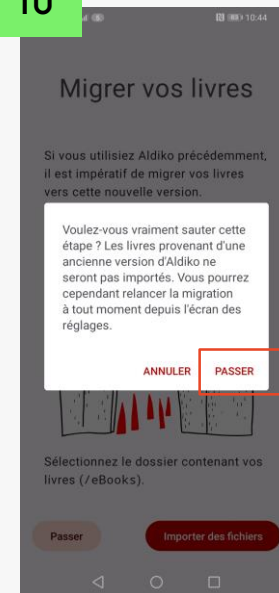 10
10:44
Migrer vos livres
Si vous utilisiez Aldiko précédemment,
il est impératif de migrer vos livres
vers cette nouvelle version.
Voulez-vous vraiment sauter cette
étape ? Les livres provenant d'une
ancienne version d'Aldiko ne
seront pas importés. Vous pourrez
cependant relancer la migration
à tout moment depuis l'écran des
réglages.
ANNULER PASSER
Sélectionnez le dossier contenant vos
livres (/eBooks).
Passer Importer des fichiers